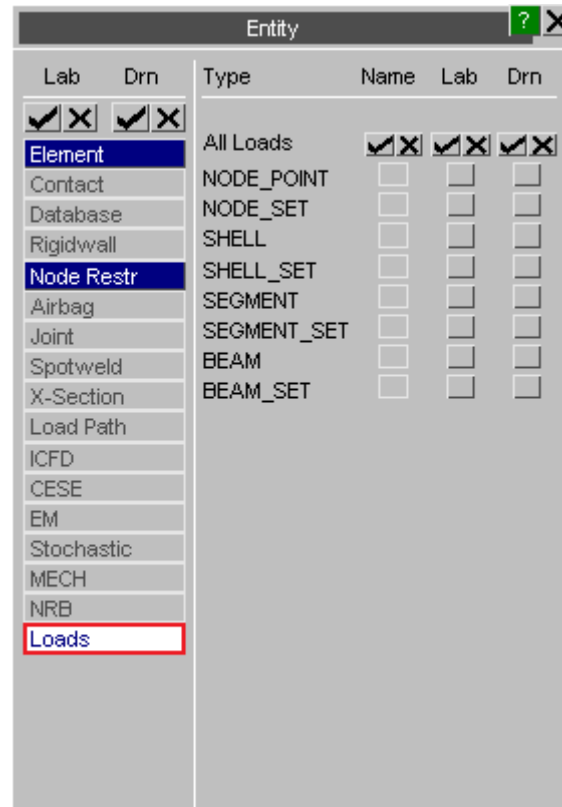 Entity
?
Lab Drn
Type Name Lab Drn
Element
Contact
Database
Rigidwall
Node Restr
Airbag
Joint
Spotweld
X-Section
Load Path
ICFD
CESE
EM
Stochastic
MECH
NRB
Loads
All Loads
NODE_POINT
NODE_SET
SHELL
SHELL_SET
SEGMENT
SEGMENT_SET
BEAM
BEAM_SET